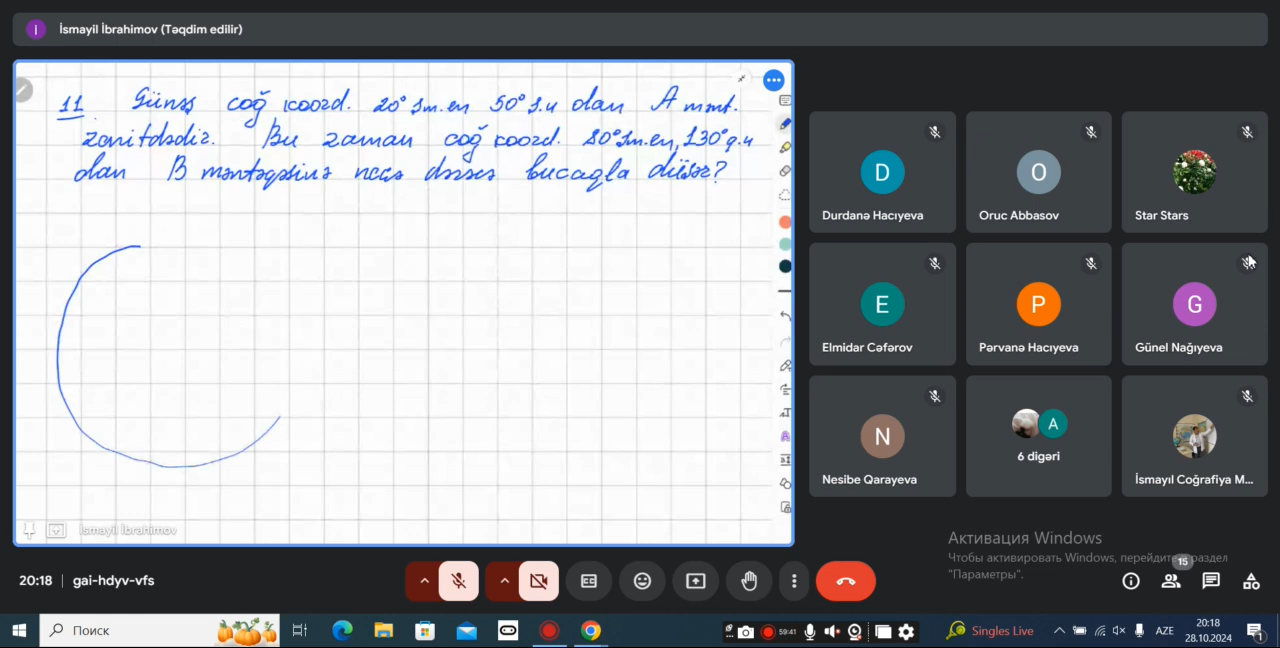 I
İsmayil İbrahimov (Təqdim edilir)
11 Günəş coğ koord. 20° şm.en 50° ş.u dan A mmt.
zenitdədir. Bu zaman coğ koord. 80° şm.en, 130° q.u
dan B məntəqəsinə neçə dərəcə bucaqla düşər?
İsmayil İbrahimov
D
Durdanə Hacıyeva
O
Oruc Abbasov
Star Stars
E
Elmidar Cəfərov
P
Pərvanə Hacıyeva
G
Günel Nağıyeva
N
Nesibe Qarayeva
A
6 digəri
İsmayıl Coğrafiya M...
Активация Windows
Чтобы активировать Windows, перейдите в раздел
"Параметры".
20:18 | gai-hdyv-vfs
15
Поиск
59:41
Singles Live
AZE
20:18
28.10.2024
1